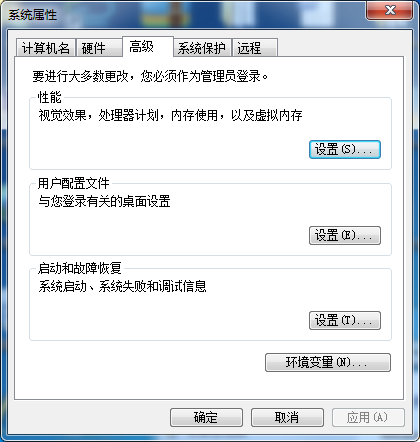 系统属性
计算机名 硬件 高级 系统保护 远程
要进行大多数更改，您必须作为管理员登录。
性能
视觉效果，处理器计划，内存使用，以及虚拟内存
设置(S)...
用户配置文件
与您登录有关的桌面设置
设置(E)...
启动和故障恢复
系统启动、系统失败和调试信息
设置(T)...
环境变量(N)...
确定 取消 应用(A)